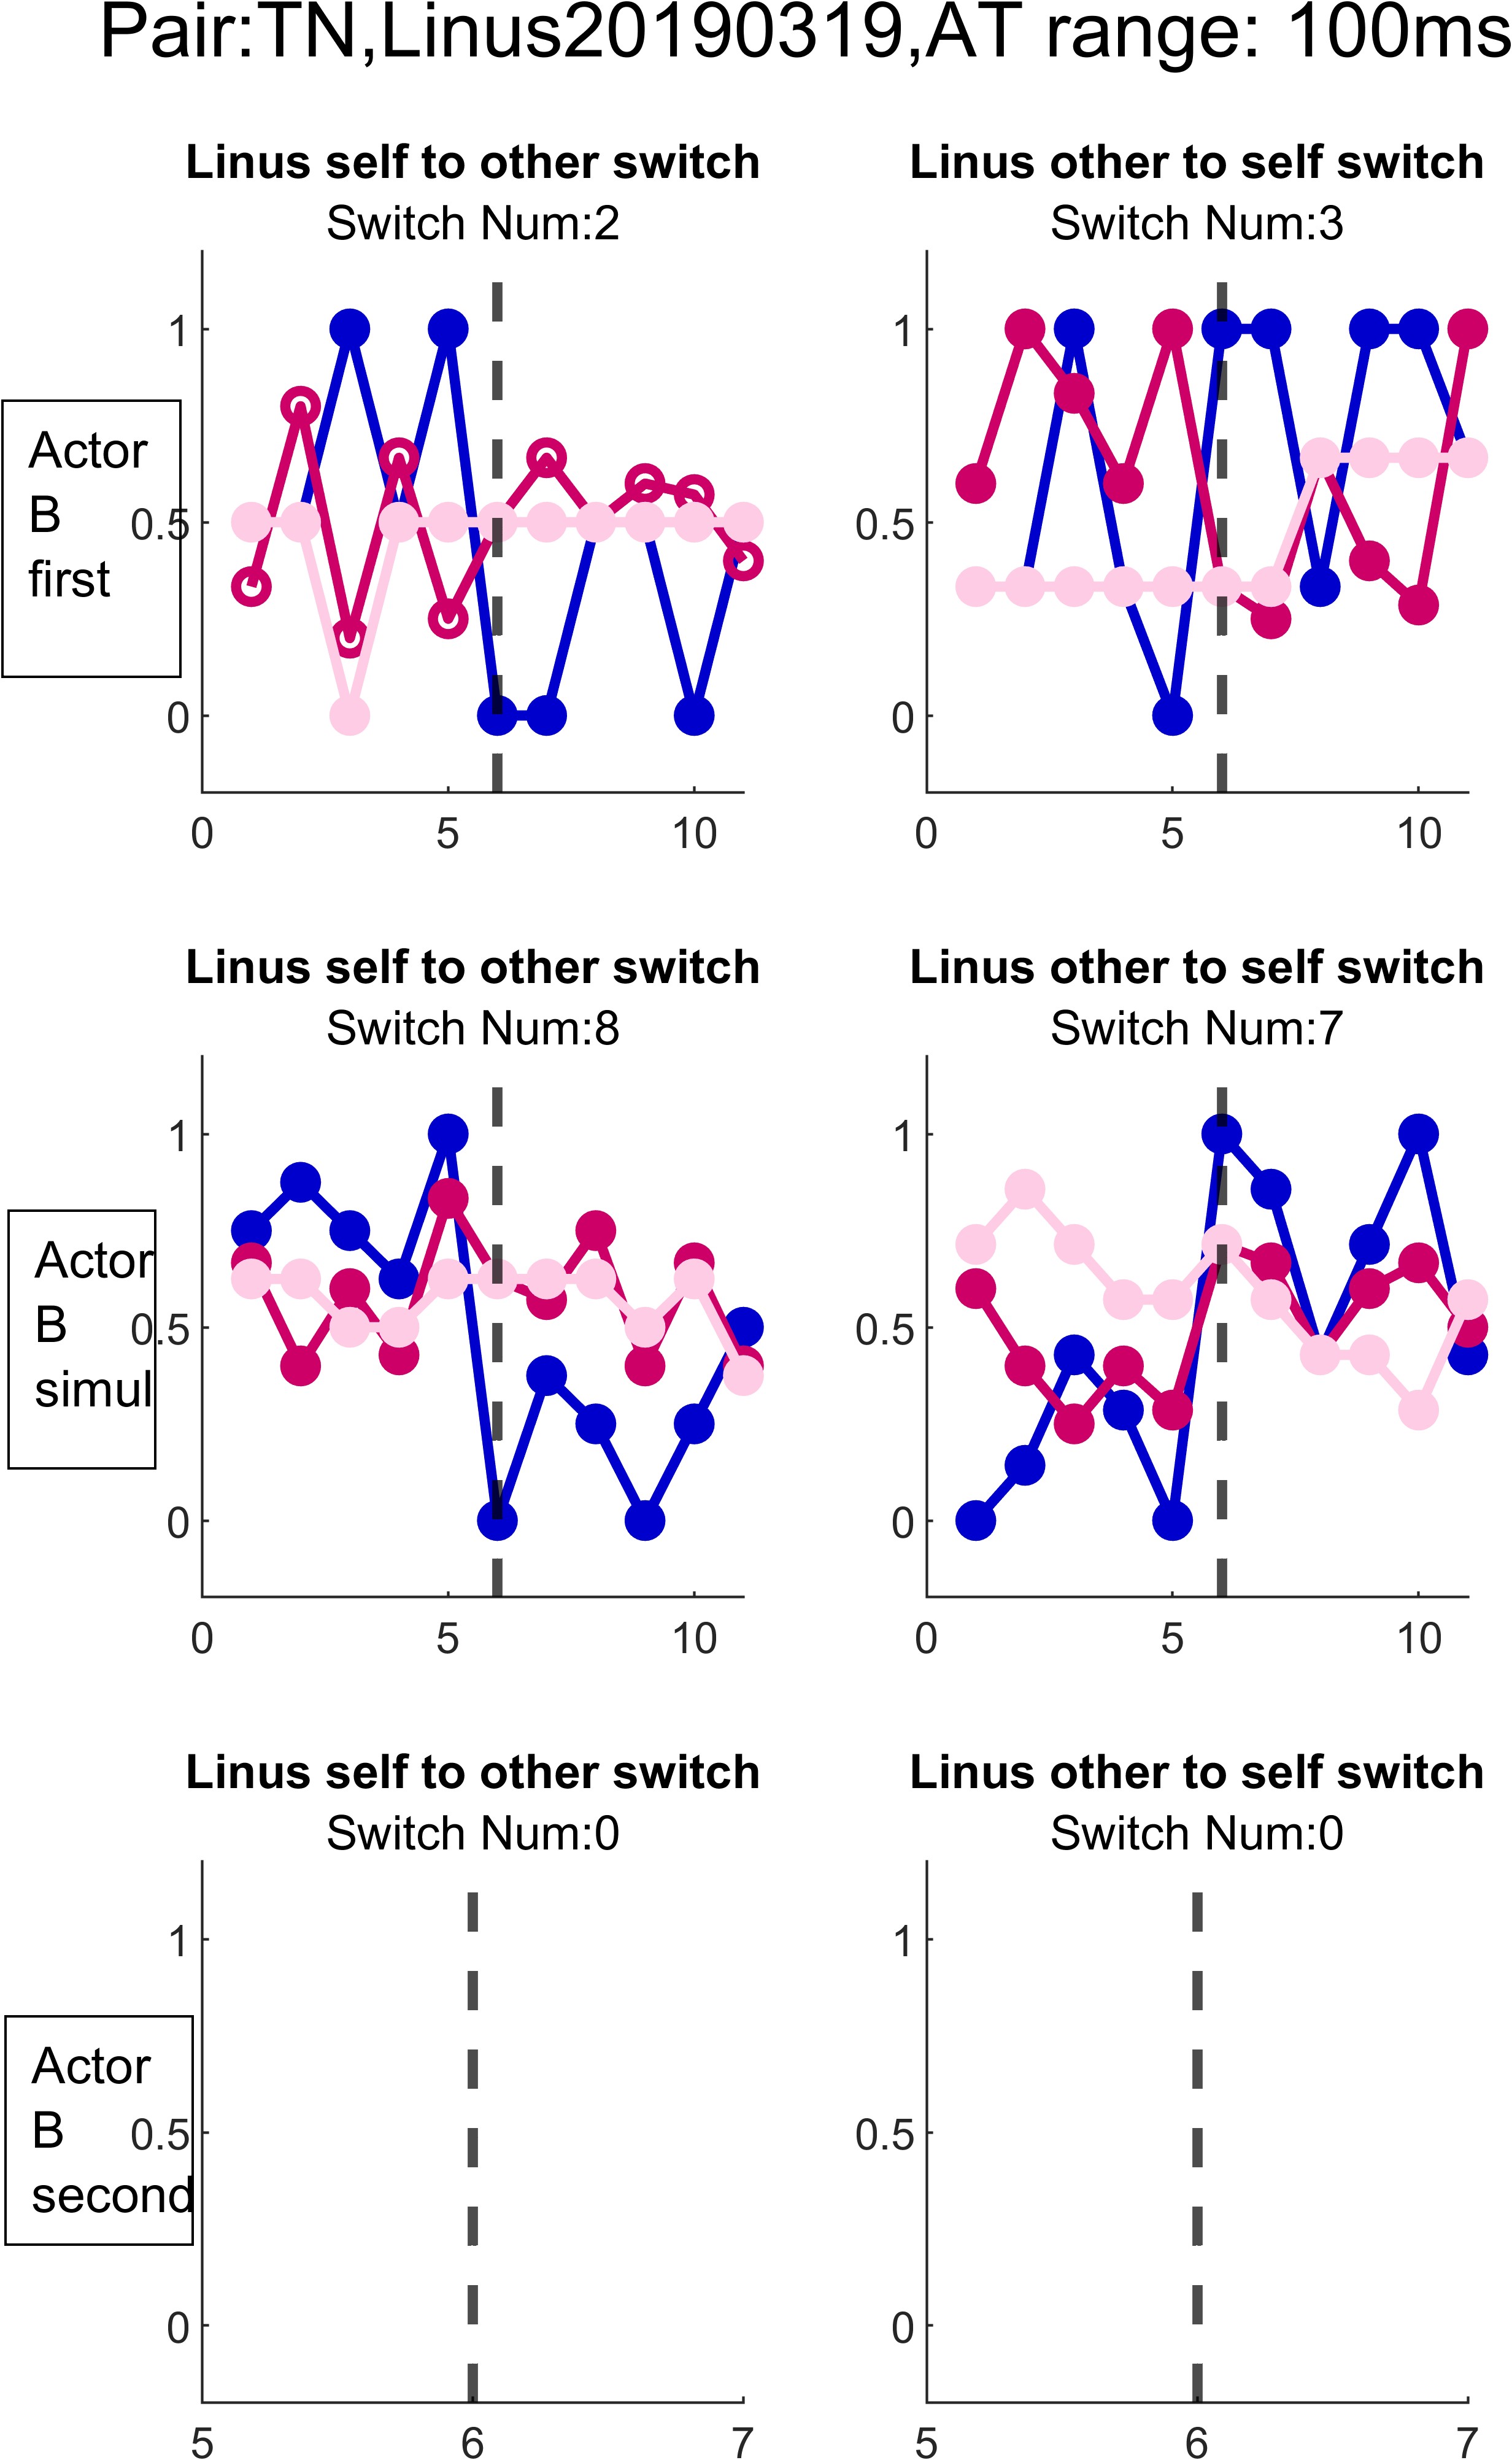 Pair:TN,Linus20190319,AT range: 100ms
Linus self to other switch
Switch Num:2
Linus other to self switch
Switch Num:3
Actor
B
first
1
0.5
0
0
5
10
1
0.5
0
0
5
10
Linus self to other switch
Switch Num:8
Linus other to self switch
Switch Num:7
Actor
B
simul
1
0.5
0
0
5
10
1
0.5
0
0
5
10
Linus self to other switch
Switch Num:0
Linus other to self switch
Switch Num:0
Actor
B
second
1
0.5
0
5
6
7
1
0.5
0
5
6
7